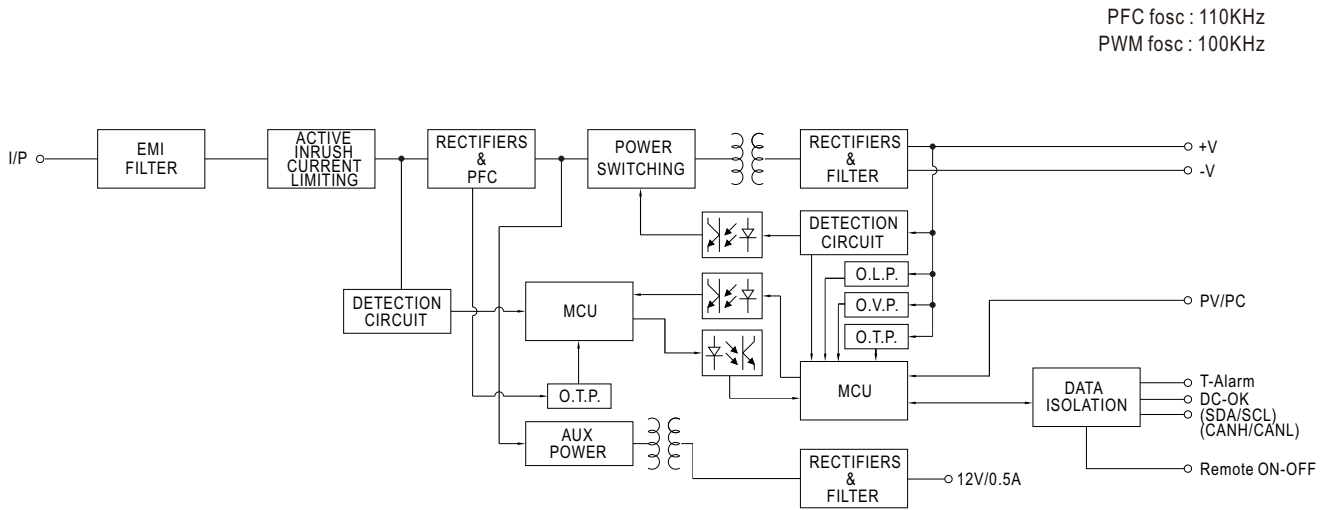 PFC fosc : 110KHz
PWM fosc : 100KHz
I/P
EMI
FILTER
ACTIVE
INRUSH
CURRENT
LIMITING
RECTIFIERS
&
PFC
POWER
SWITCHING
RECTIFIERS
&
FILTER
+V
-V
DETECTION
CIRCUIT
O.L.P.
O.V.P.
O.T.P.
DETECTION
CIRCUIT
MCU
PV/PC
MCU
O.T.P.
DATA
ISOLATION
T-Alarm
DC-OK
(SDA/SCL)
(CANH/CANL)
Remote ON-OFF
AUX
POWER
RECTIFIERS
&
FILTER
12V/0.5A